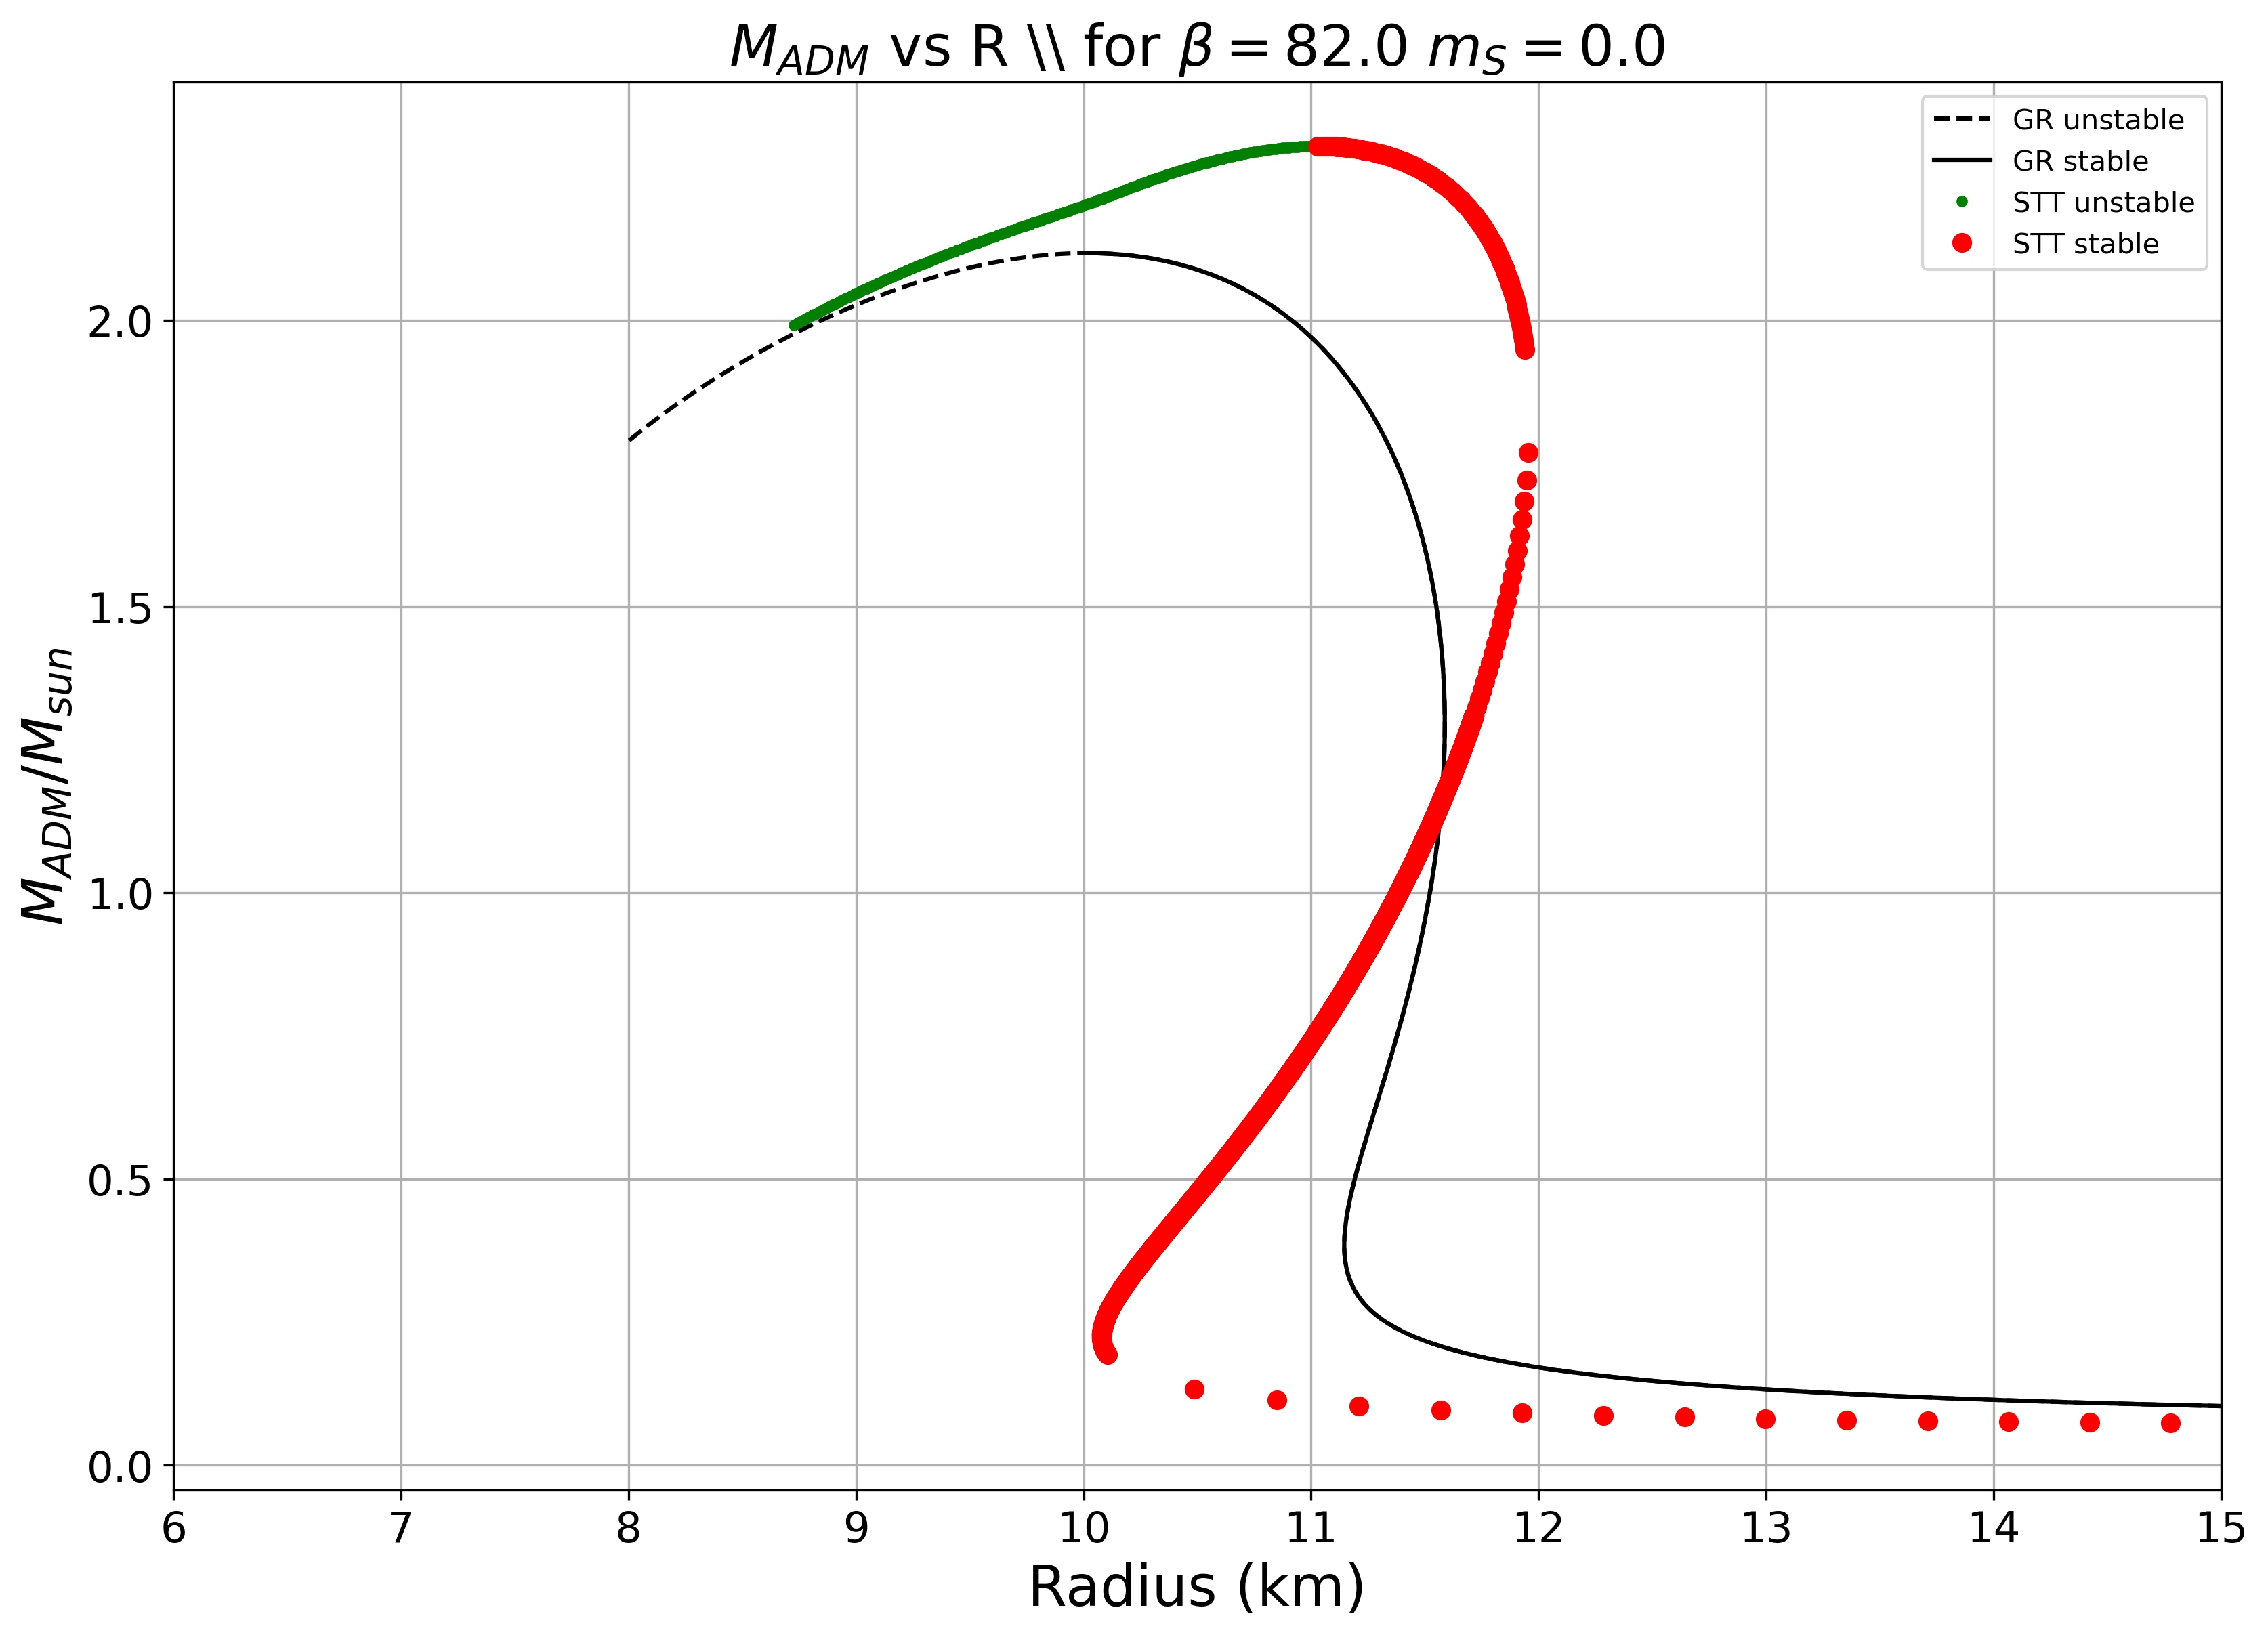 M_ADM vs R \\ for β = 82.0 m_S = 0.0
GR unstable
GR stable
STT unstable
STT stable
M_ADM/M_sun
2.0
1.5
1.0
0.5
0.0
6 7 8 9 10 11 12 13 14 15
Radius (km)